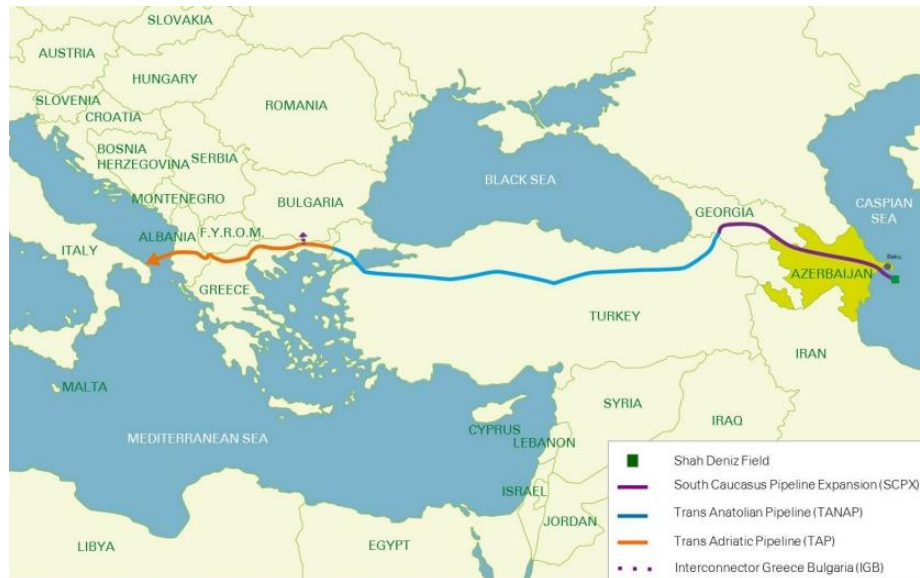 SLOVAKIA
AUSTRIA
HUNGARY
SLOVENIA
CROATIA
ROMANIA
BOSNIA
HERZEGOVINA
SERBIA
BLACK SEA
MONTENEGRO
BULGARIA
GEORGIA
CASPIAN
SEA
ITALY
ALBANIA
F.Y.R.O.M.
Baku
AZERBAIJAN
GREECE
TURKEY
IRAN
MALTA
SYRIA
IRAQ
CYPRUS
LEBANON
MEDITERRANEAN SEA
ISRAEL
JORDAN
LIBYA
EGYPT
Shah Deniz Field
South Caucasus Pipeline Expansion (SCPX)
Trans Anatolian Pipeline (TANAP)
Trans Adriatic Pipeline (TAP)
Interconnector Greece Bulgaria (IGB)